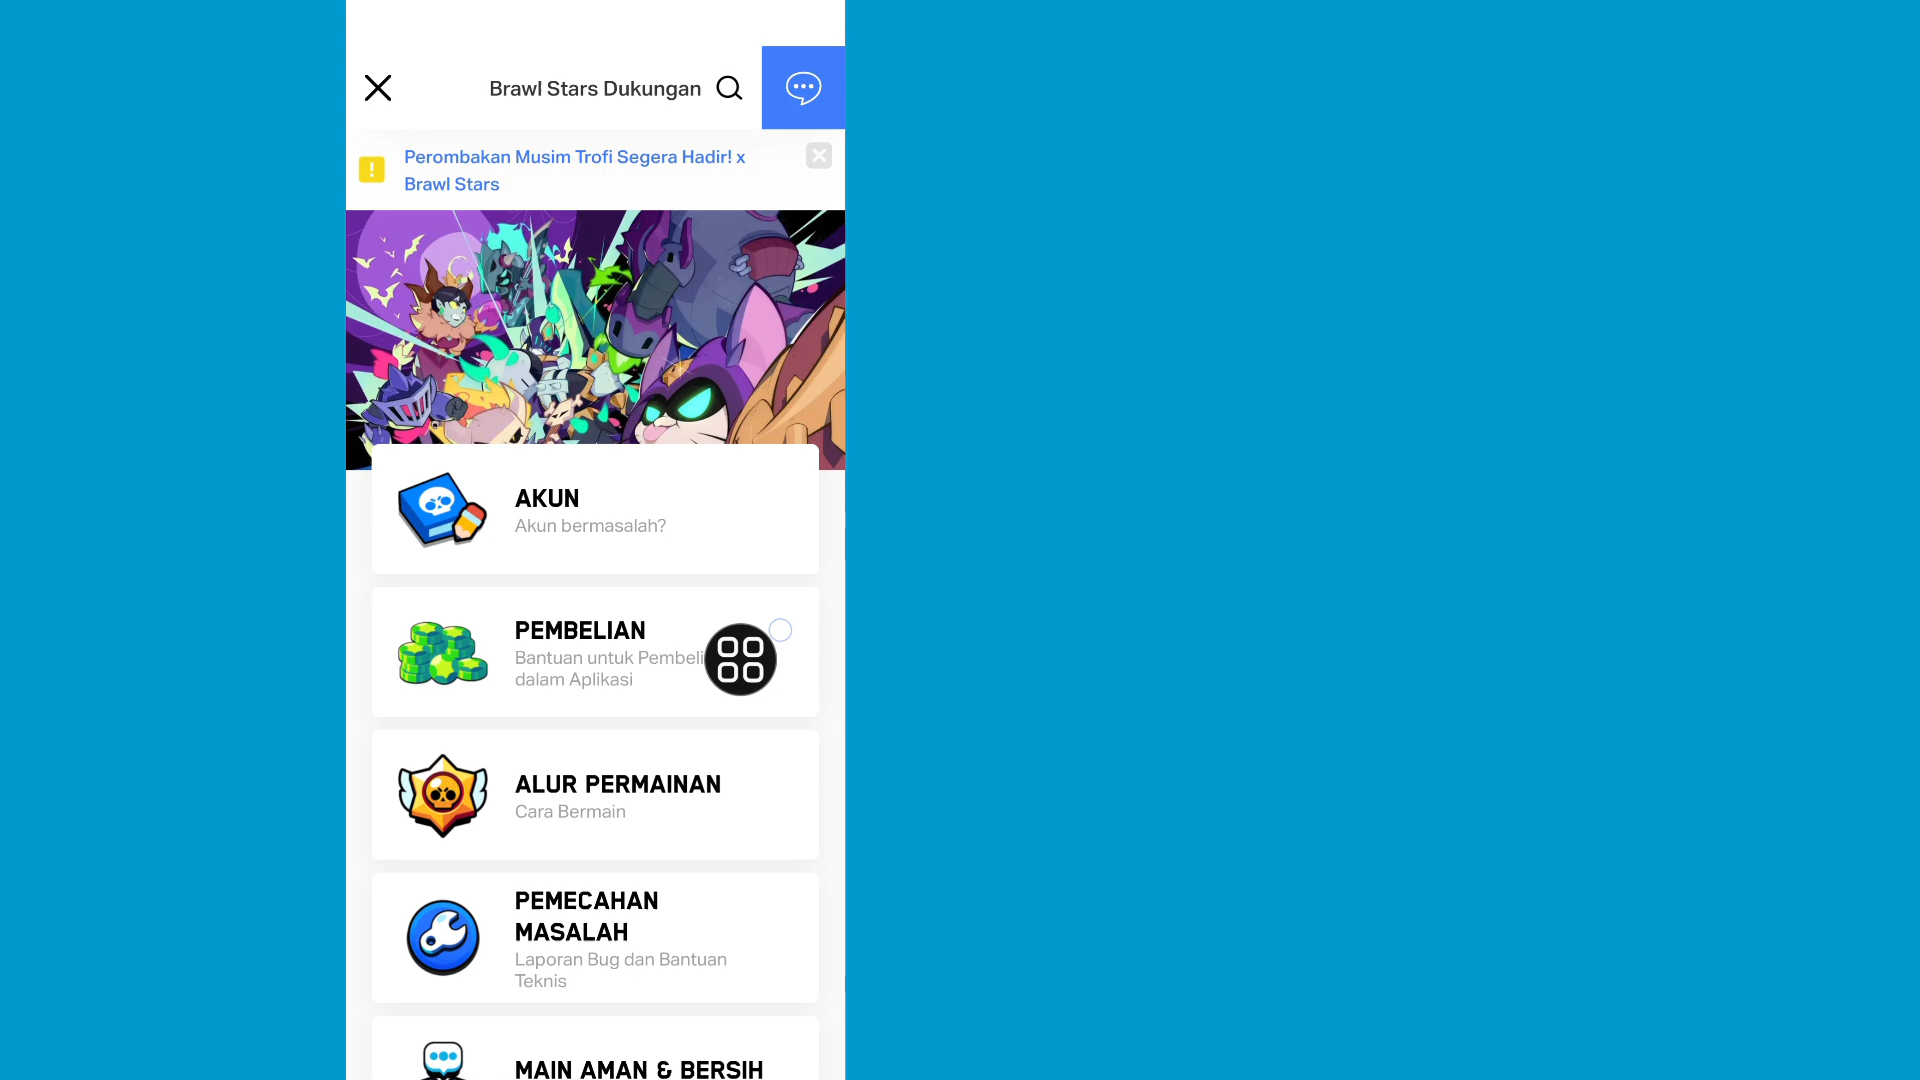 Brawl Stars Dukungan
Perombakan Musim Trofi Segera Hadir! x
Brawl Stars
AKUN
Akun bermasalah?
PEMBELIAN
Bantuan untuk
dalam Aplikasi
ALUR PERMAINAN
Cara Bermain
PEMECAHAN
MASALAH
Laporan Bug dan Bantuan
Teknis
MAIN AMAN & BERSIH